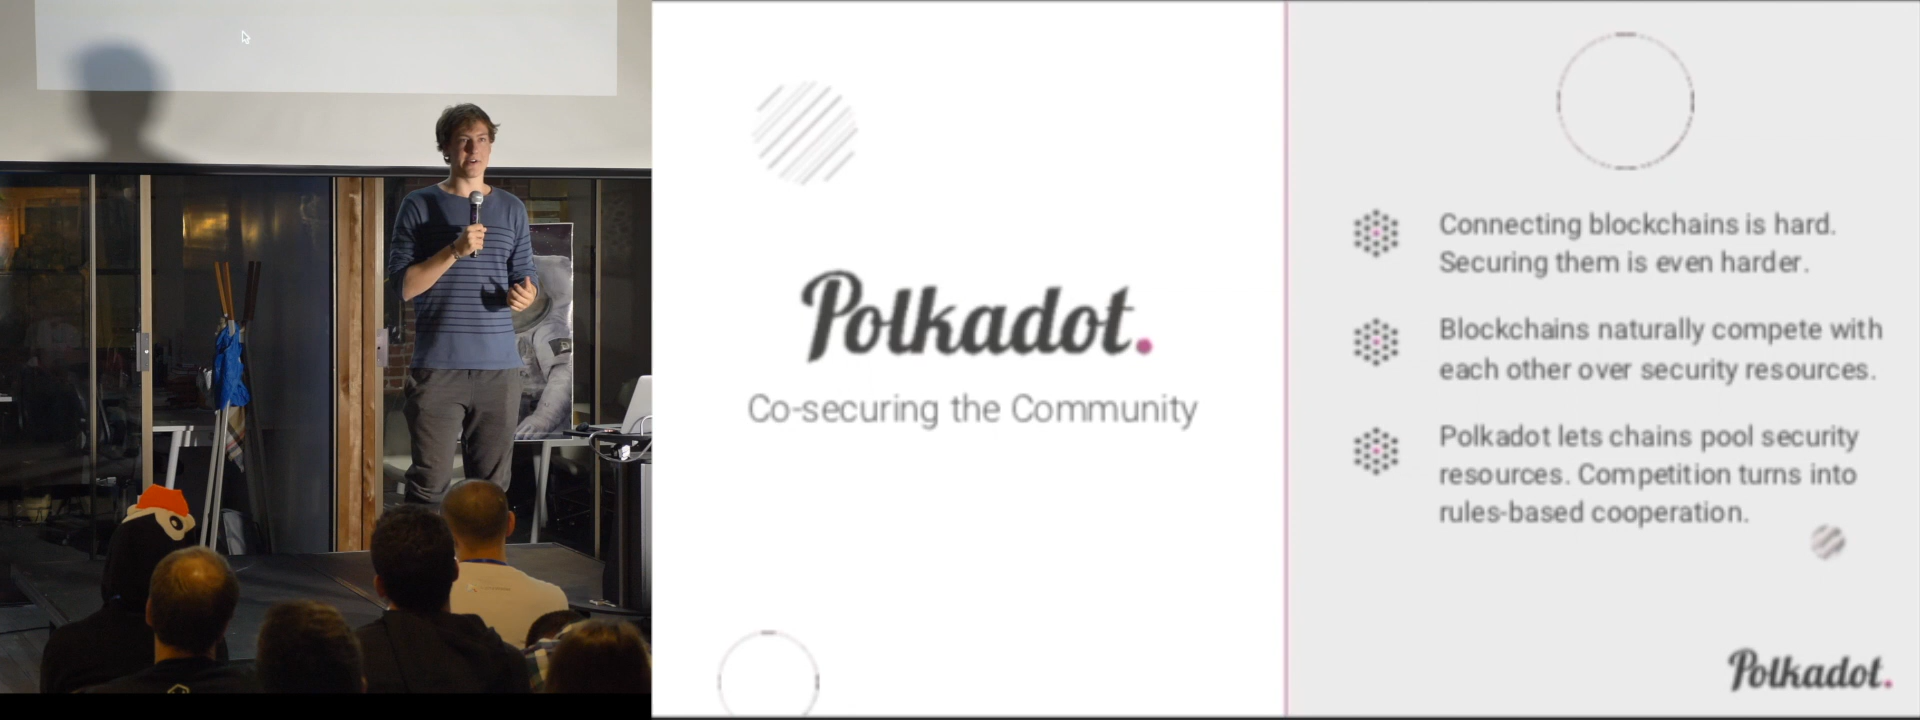 Polkadot.
Co-securing the Community
Connecting blockchains is hard.
Securing them is even harder.
Blockchains naturally compete with
each other over security resources.
Polkadot lets chains pool security
resources. Competition turns into
rules-based cooperation.
Polkadot.